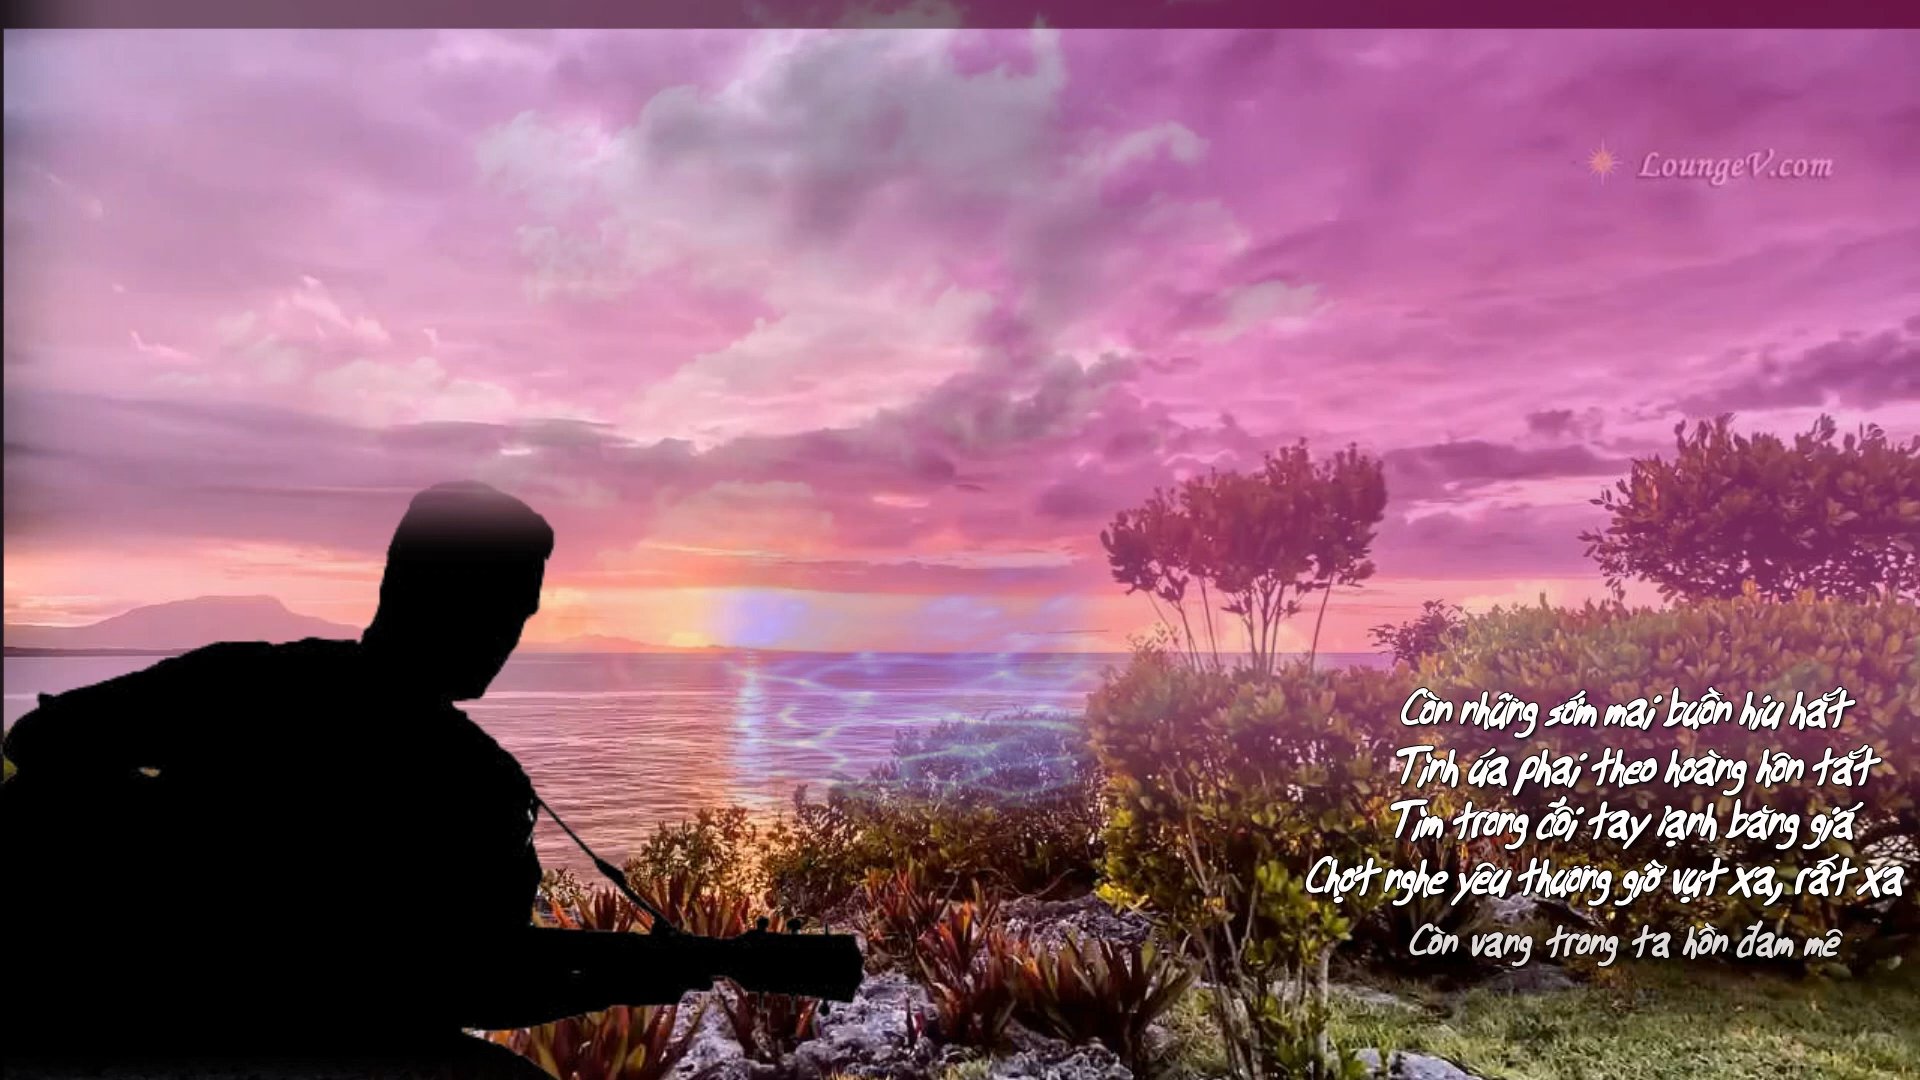 LoungeV.com
Còn những sớm mai buồn hiu hắt
Tình úa phai theo hoàng hôn tắt
Tìm trong đôi tay lạnh băng giá
Chợt nghe yêu thương giờ vụt xa, rất xa
Còn vang trong ta hồn đam mê